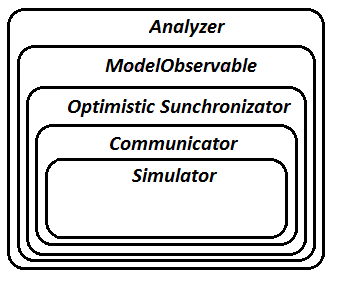 Analyzer
ModelObservable
Optimistic Sunchronizator
Communicator
Simulator